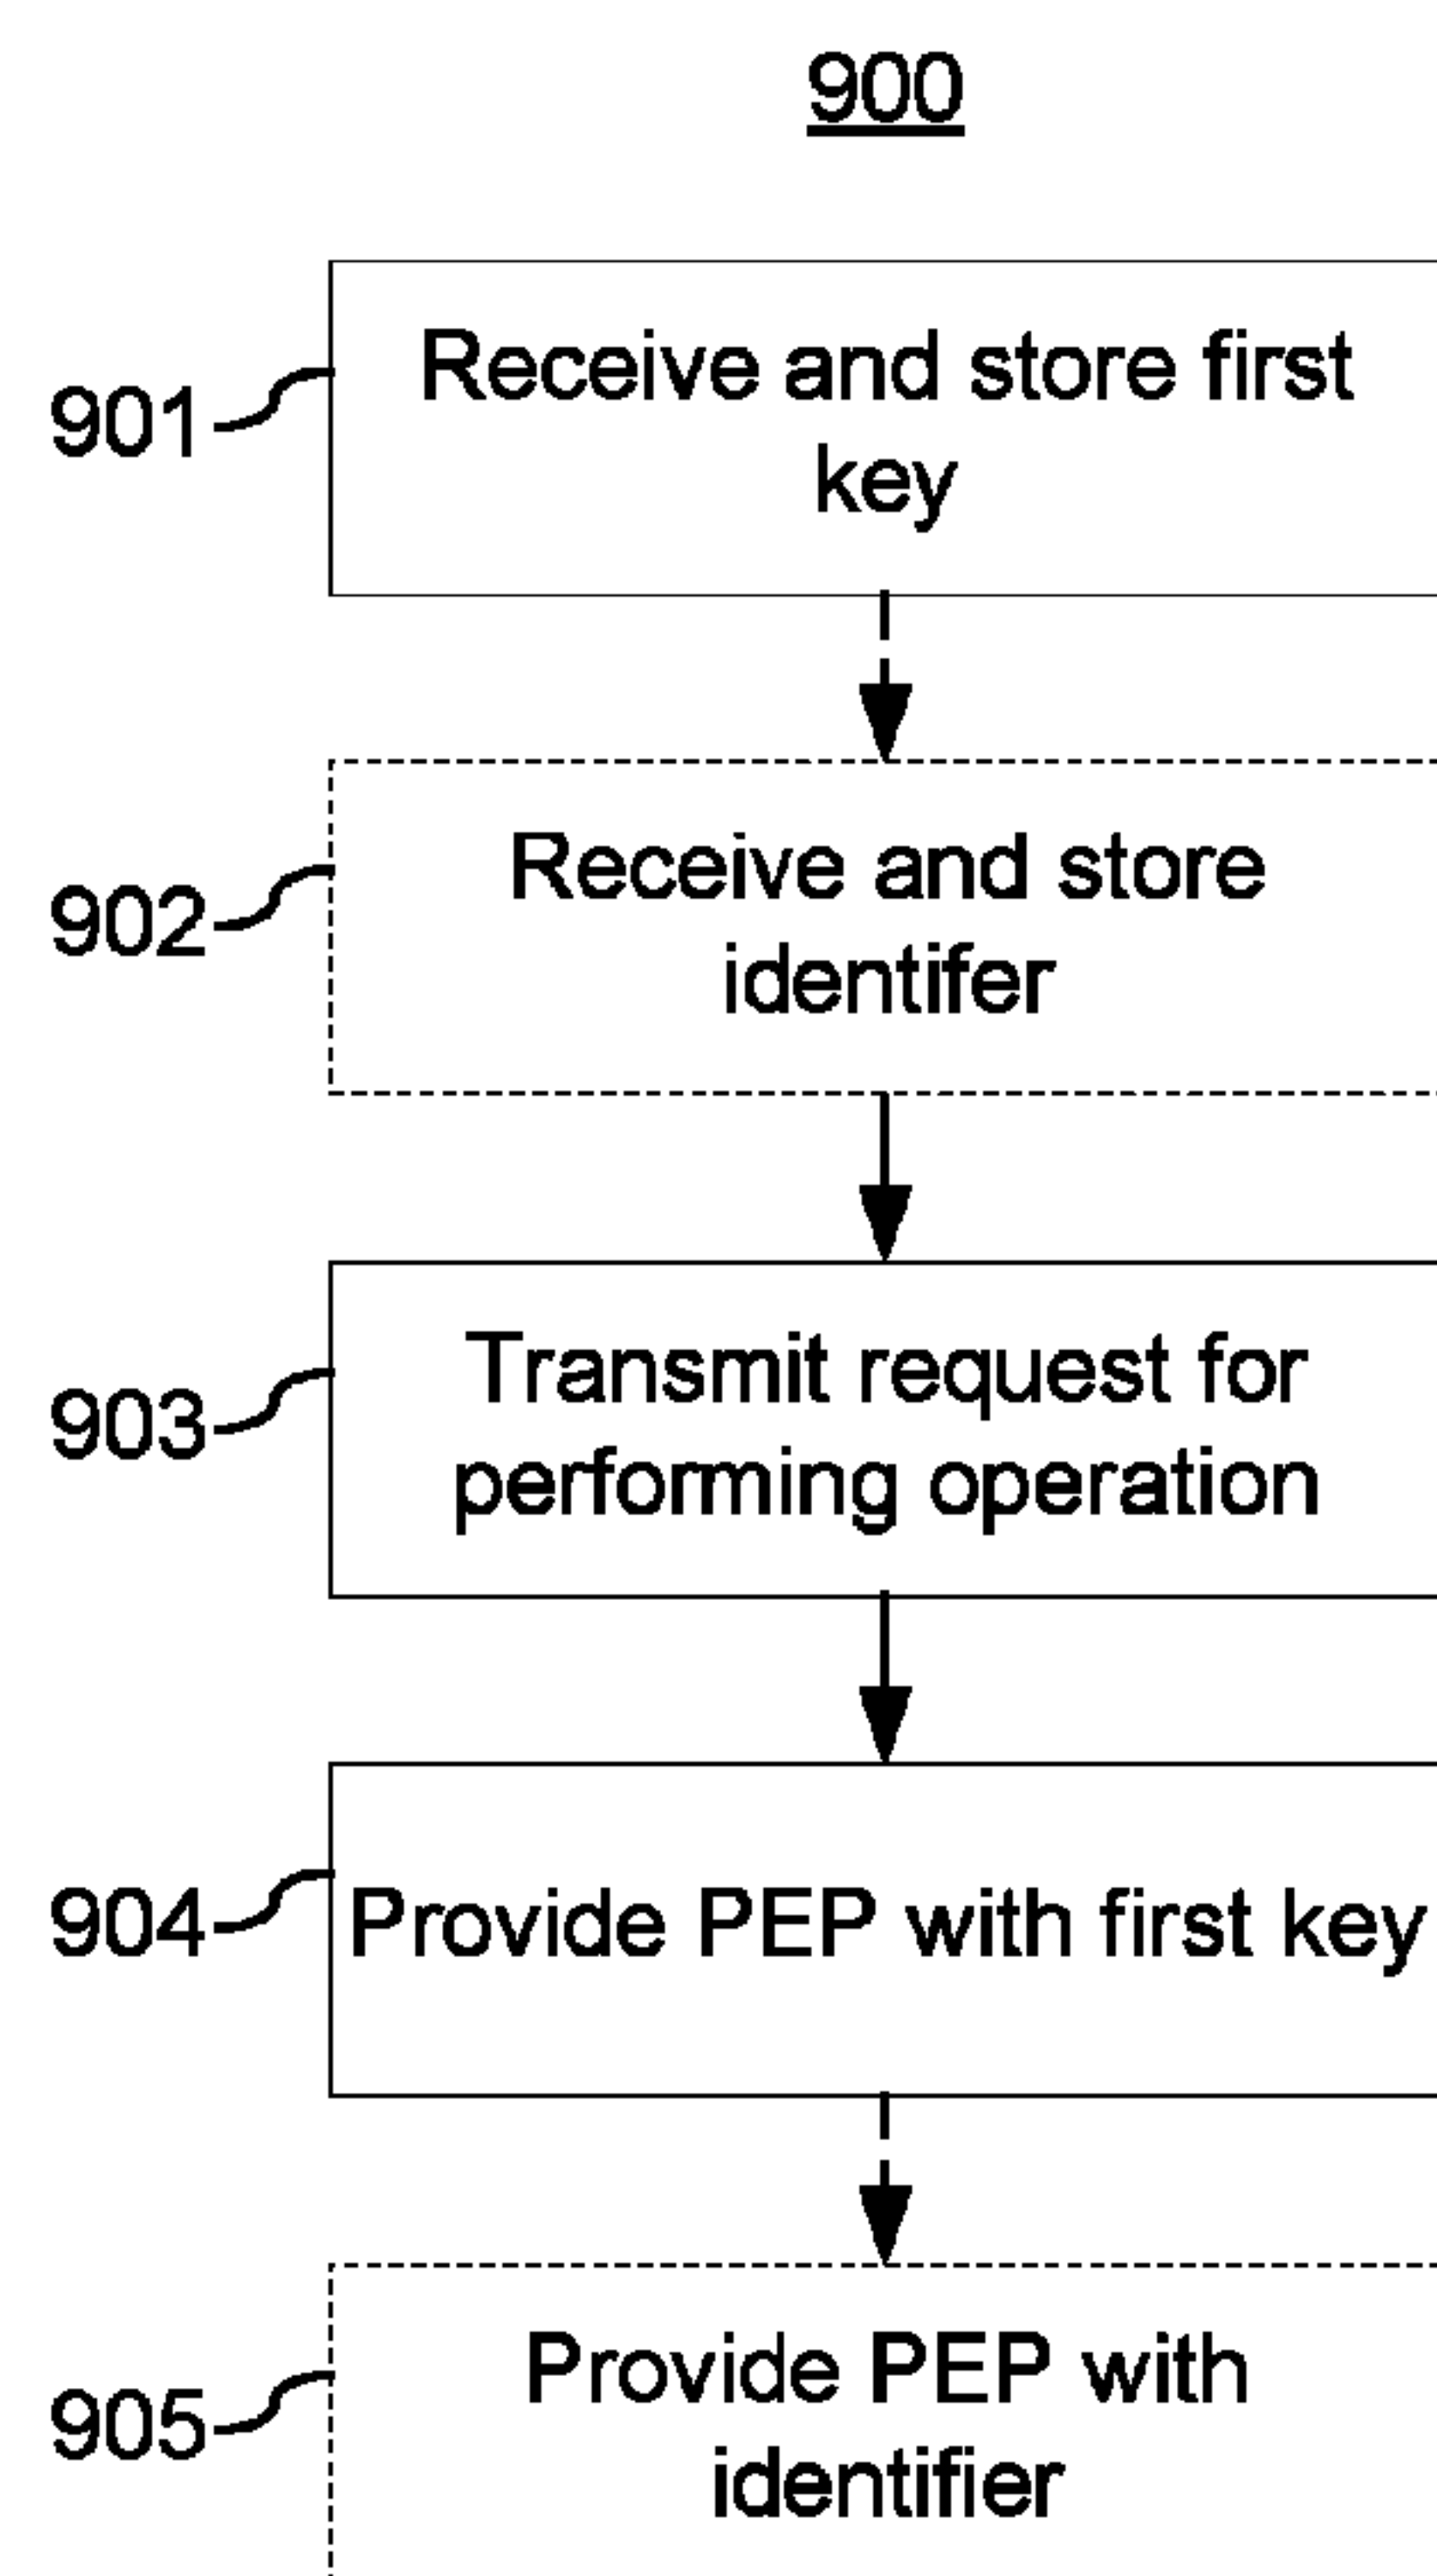 900
901
Receive and store first
key
902
Receive and store
identifer
903
Transmit request for
performing operation
904
Provide PEP with first key
905
Provide PEP with
identifier